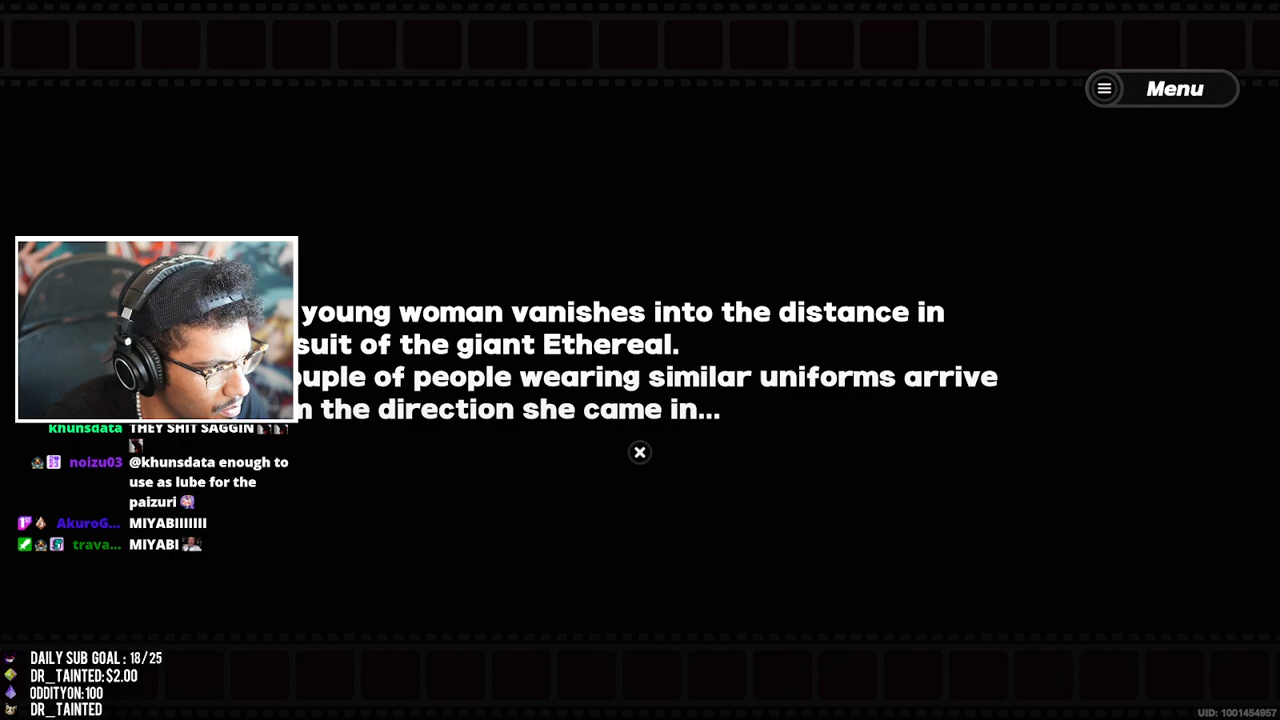 Menu
young woman vanishes into the distance in
suit of the giant Ethereal.
ouple of people wearing similar uniforms arrive
m the direction she came in...
khunsdata THEY SHIT SAGGIN
noizu03 @khunsdata enough to
use as lube for the
paizuri
AkuroG... MIYABIIIIIII
trava... MIYABI
DAILY SUB GOAL : 18/25
DR_TAINTED:$2.00
ODDITYON:100
DR_TAINTED
UID: 1001454957